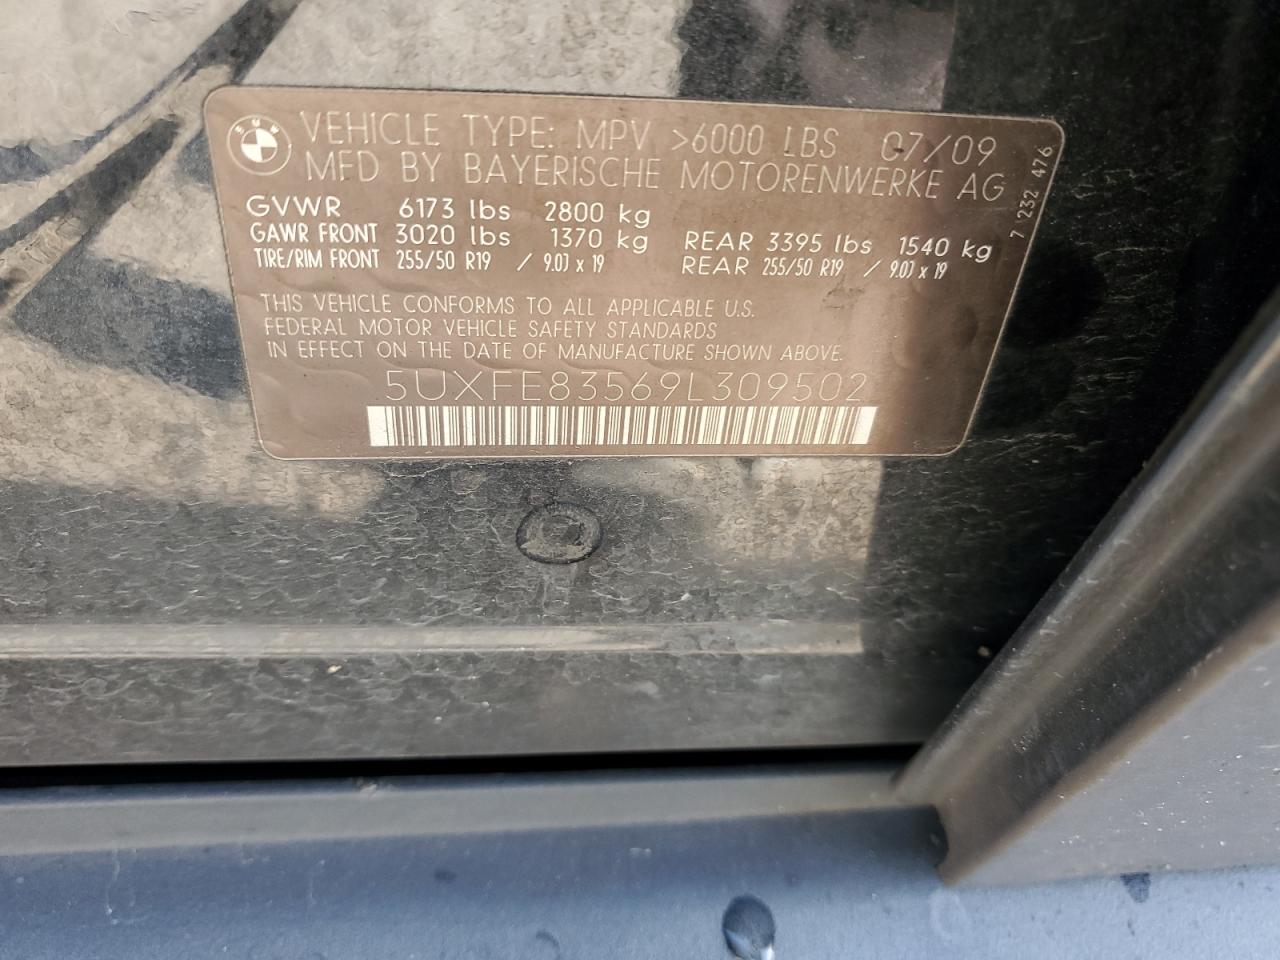 BMW
VEHICLE TYPE: MPV >6000 LBS 07/09
MFD BY BAYERISCHE MOTORENWERKE AG
GVWR 6173 lbs 2800 kg
GAWR FRONT 3020 lbs 1370 kg REAR 3395 lbs 1540 kg
TIRE/RIM FRONT 255/50 R19 / 9.0J x 19 REAR 255/50 R19 / 9.0J x 19
THIS VEHICLE CONFORMS TO ALL APPLICABLE U.S.
FEDERAL MOTOR VEHICLE SAFETY STANDARDS
IN EFFECT ON THE DATE OF MANUFACTURE SHOWN ABOVE.
5UXFE83569L309502
7 232 476